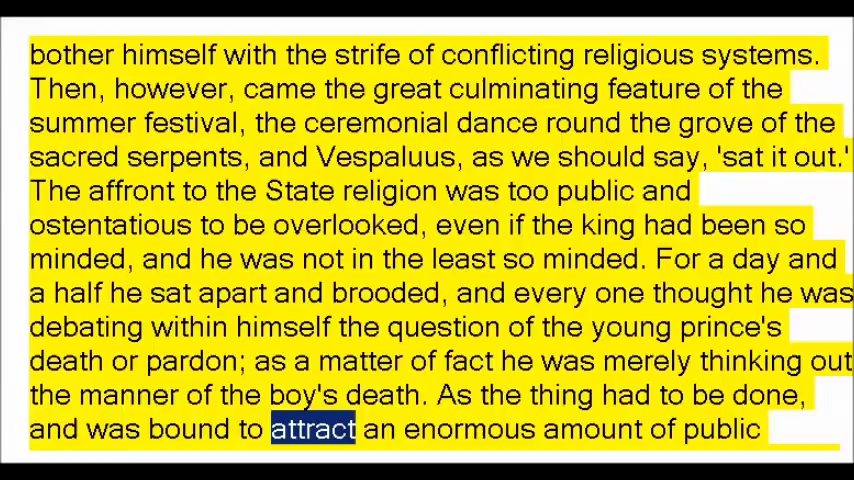 bother himself with the strife of conflicting religious systems.
Then, however, came the great culminating feature of the
summer festival, the ceremonial dance round the grove of the
sacred serpents, and Vespaluus, as we should say, 'sat it out.'
The affront to the State religion was too public and
ostentatious to be overlooked, even if the king had been so
minded, and he was not in the least so minded. For a day and
a half he sat apart and brooded, and every one thought he was
debating within himself the question of the young prince's
death or pardon; as a matter of fact he was merely thinking out
the manner of the boy's death. As the thing had to be done,
and was bound to attract an enormous amount of public